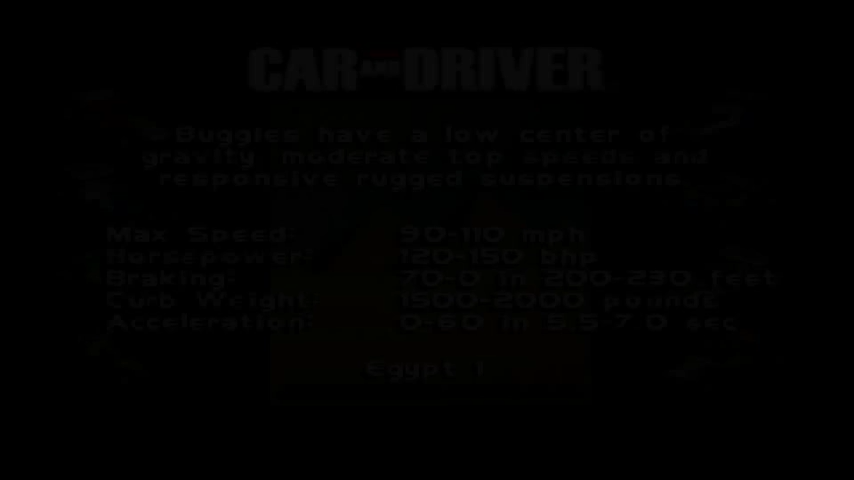 CAR AND DRIVER
Buggies have a low center of
gravity, moderate top speeds and
responsive rugged suspensions.
Max Speed: 90-110 mph
Horsepower: 120-150 bhp
Braking: 70-0 in 200-230 feet
Curb Weight: 1500-2000 pounds
Acceleration: 0-60 in 5.5-7.0 sec
Egypt 1